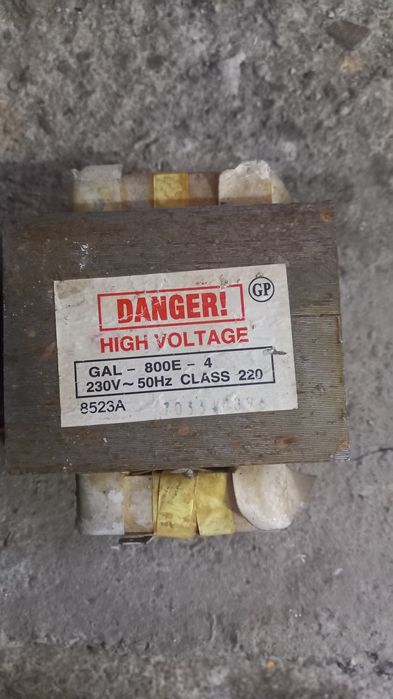 DANGER!
GP
HIGH VOLTAGE
GAL - 800E - 4
230V~50Hz CLASS 220
8523A